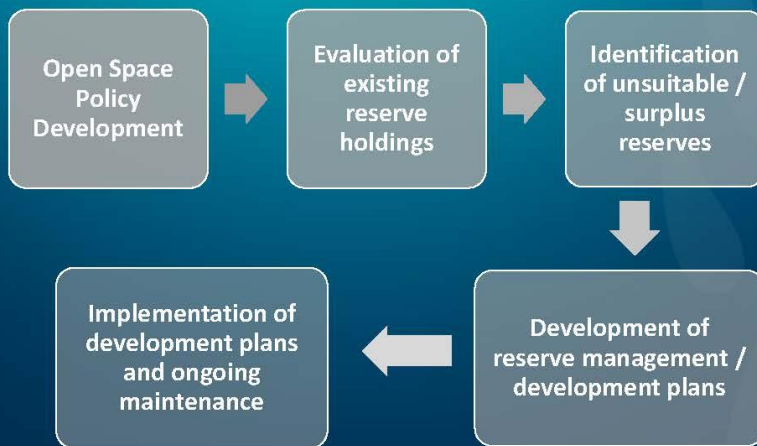 Open Space
Policy
Development
Evaluation of
existing
reserve
holdings
Identification
of unsuitable /
surplus
reserves
Development of
reserve management /
development plans
Implementation of
development plans
and ongoing
maintenance